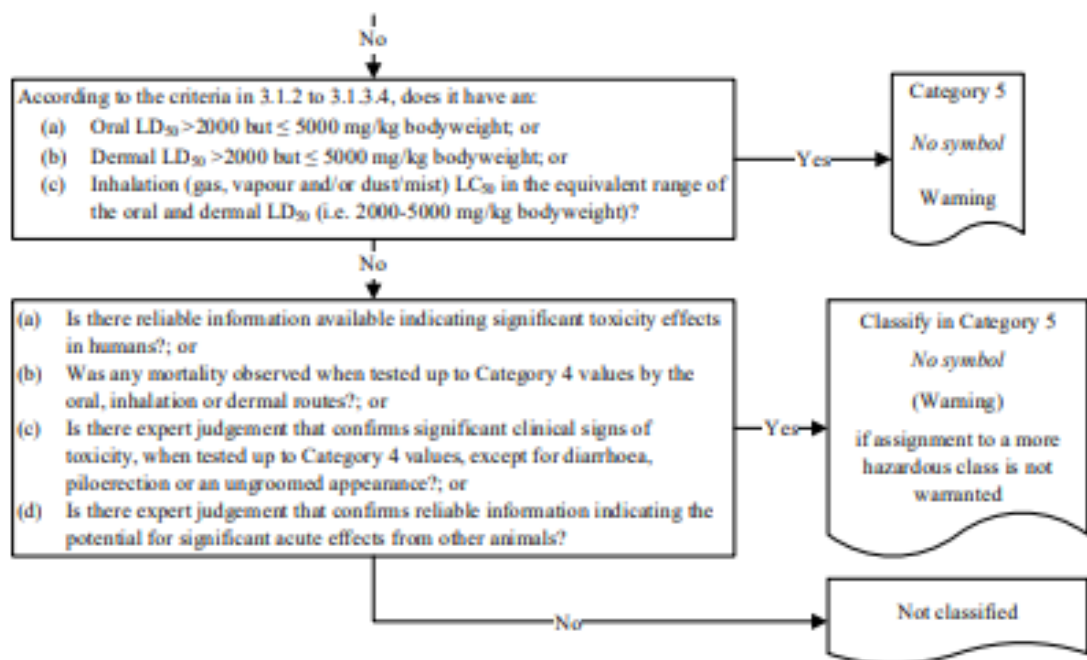 No
According to the criteria in 3.1.2 to 3.1.3.4, does it have an:
(a) Oral LD50 >2000 but ≤ 5000 mg/kg bodyweight; or
(b) Dermal LD50 >2000 but ≤ 5000 mg/kg bodyweight; or
(c) Inhalation (gas, vapour and/or dust/mist) LC50 in the equivalent range of
the oral and dermal LD50 (i.e. 2000-5000 mg/kg bodyweight)?
Yes
Category 5
No symbol
Warning
No
(a) Is there reliable information available indicating significant toxicity effects
in humans?; or
(b) Was any mortality observed when tested up to Category 4 values by the
oral, inhalation or dermal routes?; or
(c) Is there expert judgement that confirms significant clinical signs of
toxicity, when tested up to Category 4 values, except for diarrhoea,
piloerection or an ungroomed appearance?; or
(d) Is there expert judgement that confirms reliable information indicating the
potential for significant acute effects from other animals?
Yes
Classify in Category 5
No symbol
(Warning)
if assignment to a more
hazardous class is not
warranted
No
Not classified